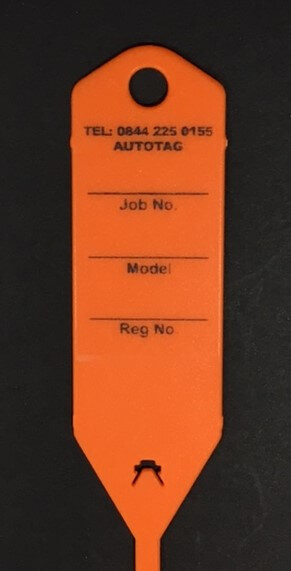 TEL: 0844 225 0155
AUTOTAG
Job No.
Model
Reg No.